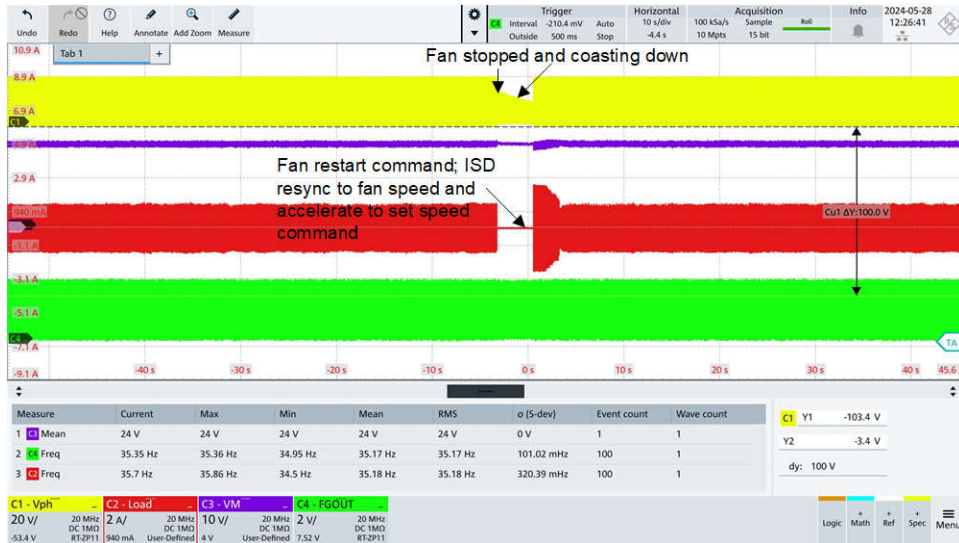 Undo Redo Help Annotate Add Zoom Measure
C4 Trigger
Interval -210.4 mV Auto
Outside 500 ms Stop
Horizontal
10 s/div
-4.4 s
Acquisition
100 kSa/s Sample Roll
10 Mpts 15 bit
Info
2024-05-28
12:26:41
Tab 1 +
Fan stopped and coasting down
10.9 A
8.9 A
6.9 A
C1
4.9 A
Fan restart command; ISD
resync to fan speed and
accelerate to set speed
command
2.9 A
940 mA
Cu1 ΔY:100.0 V
-1.1 A
-3.1 A
-5.1 A
C4
-7.1 A
TA
-9.1 A
-40 s -30 s -20 s -10 s 0 s 10 s 20 s 30 s 40 s 45.6
Measure Current Max Min Mean RMS σ (S-dev) Event count Wave count
1 C3 Mean 24 V 24 V 24 V 24 V 24 V 0 V 1 1
2 C4 Freq 35.35 Hz 35.36 Hz 34.95 Hz 35.17 Hz 35.17 Hz 101.02 mHz 100 1
3 C2 Freq 35.7 Hz 35.86 Hz 34.5 Hz 35.18 Hz 35.18 Hz 320.39 mHz 100 1
C1 Y1 -103.4 V
Y2 -3.4 V
dy: 100 V
C1 - Vph
20 V/ 20 MHz
DC 1MΩ
-53.4 V RT-ZP11
C2 - Load
2 A/ 20 MHz
DC 1MΩ
940 mA User-Defined
C3 - VM
10 V/ 20 MHz
DC 1MΩ
4 V User-Defined
C4 - FGOUT
2 V/ 20 MHz
DC 1MΩ
7.52 V RT-ZP11
Logic + Math + Ref + Spec Menu